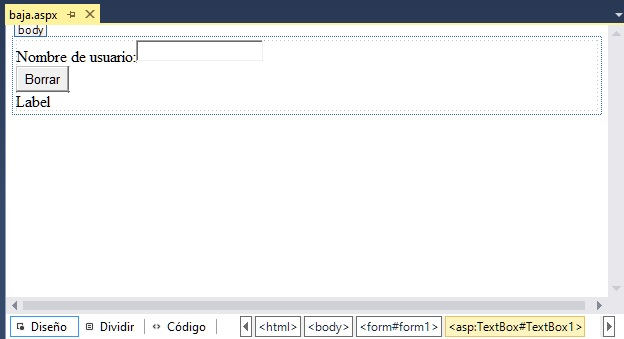 baja.aspx
body
Nombre de usuario:
Borrar
Label
Diseño Dividir Código <html> <body> <form#form1> <asp:TextBox#TextBox1>